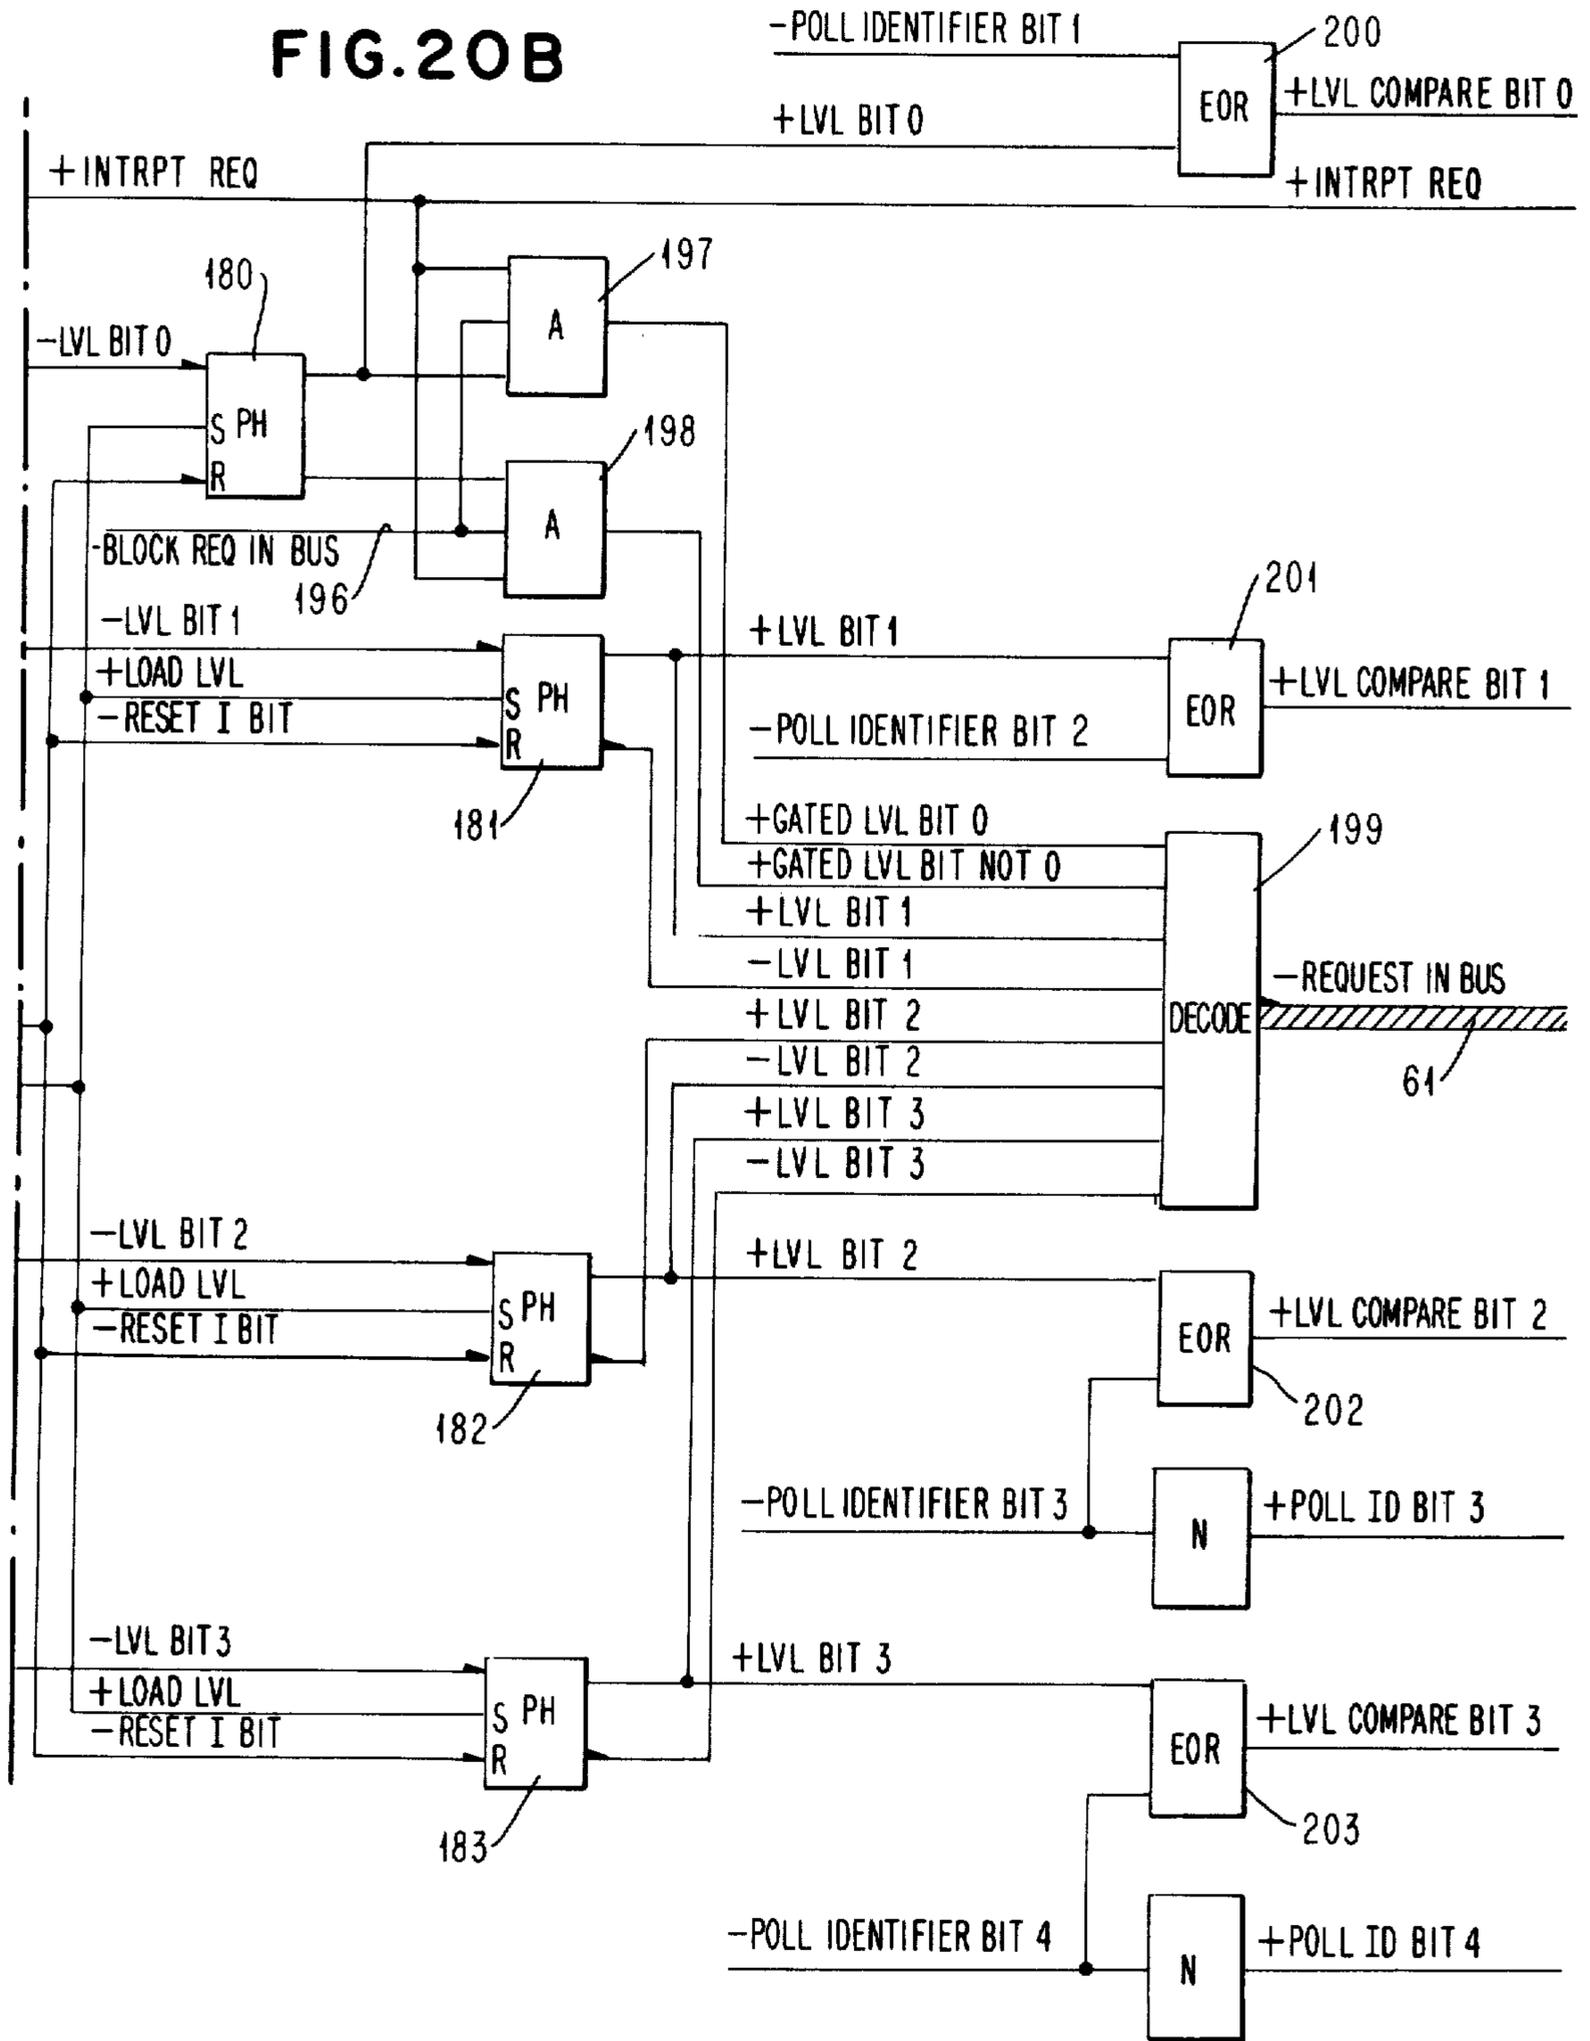 FIG.20B
-POLL IDENTIFIER BIT 1
200
EOR
+LVL COMPARE BIT 0
+LVL BIT 0
+INTRPT REQ
+INTRPT REQ
197
180
A
-LVL BIT 0
S PH
R
198
A
-BLOCK REQ IN BUS
196
201
-LVL BIT 1
+LVL BIT 1
+LOAD LVL
S PH
EOR
+LVL COMPARE BIT 1
-RESET I BIT
R
-POLL IDENTIFIER BIT 2
181
+GATED LVL BIT 0
199
+GATED LVL BIT NOT 0
+LVL BIT 1
-LVL BIT 1
-REQUEST IN BUS
+LVL BIT 2
DECODE
-LVL BIT 2
61
+LVL BIT 3
-LVL BIT 3
-LVL BIT 2
+LVL BIT 2
+LOAD LVL
S PH
+LVL COMPARE BIT 2
-RESET I BIT
R
EOR
182
202
-POLL IDENTIFIER BIT 3
+POLL ID BIT 3
N
-LVL BIT 3
+LVL BIT 3
+LOAD LVL
S PH
+LVL COMPARE BIT 3
-RESET I BIT
R
EOR
183
203
-POLL IDENTIFIER BIT 4
+POLL ID BIT 4
N